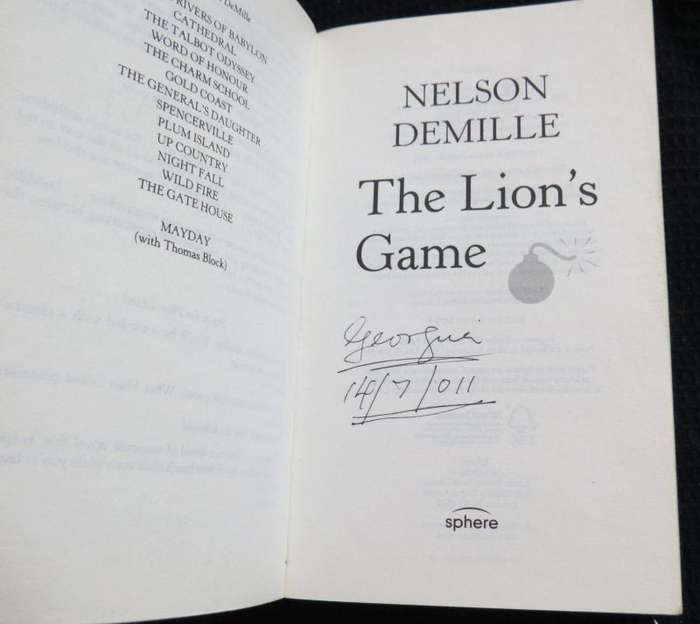 DeMille
RIVERS OF BABYLON
CATHEDRAL
THE TALBOT ODYSSEY
WORD OF HONOUR
THE CHARM SCHOOL
GOLD COAST
THE GENERAL'S DAUGHTER
SPENCERVILLE
PLUM ISLAND
UP COUNTRY
NIGHT FALL
WILD FIRE
THE GATE HOUSE
MAYDAY
(with Thomas Block)
NELSON
DEMILLE
The Lion's
Game
Georgia
14/7/011
sphere